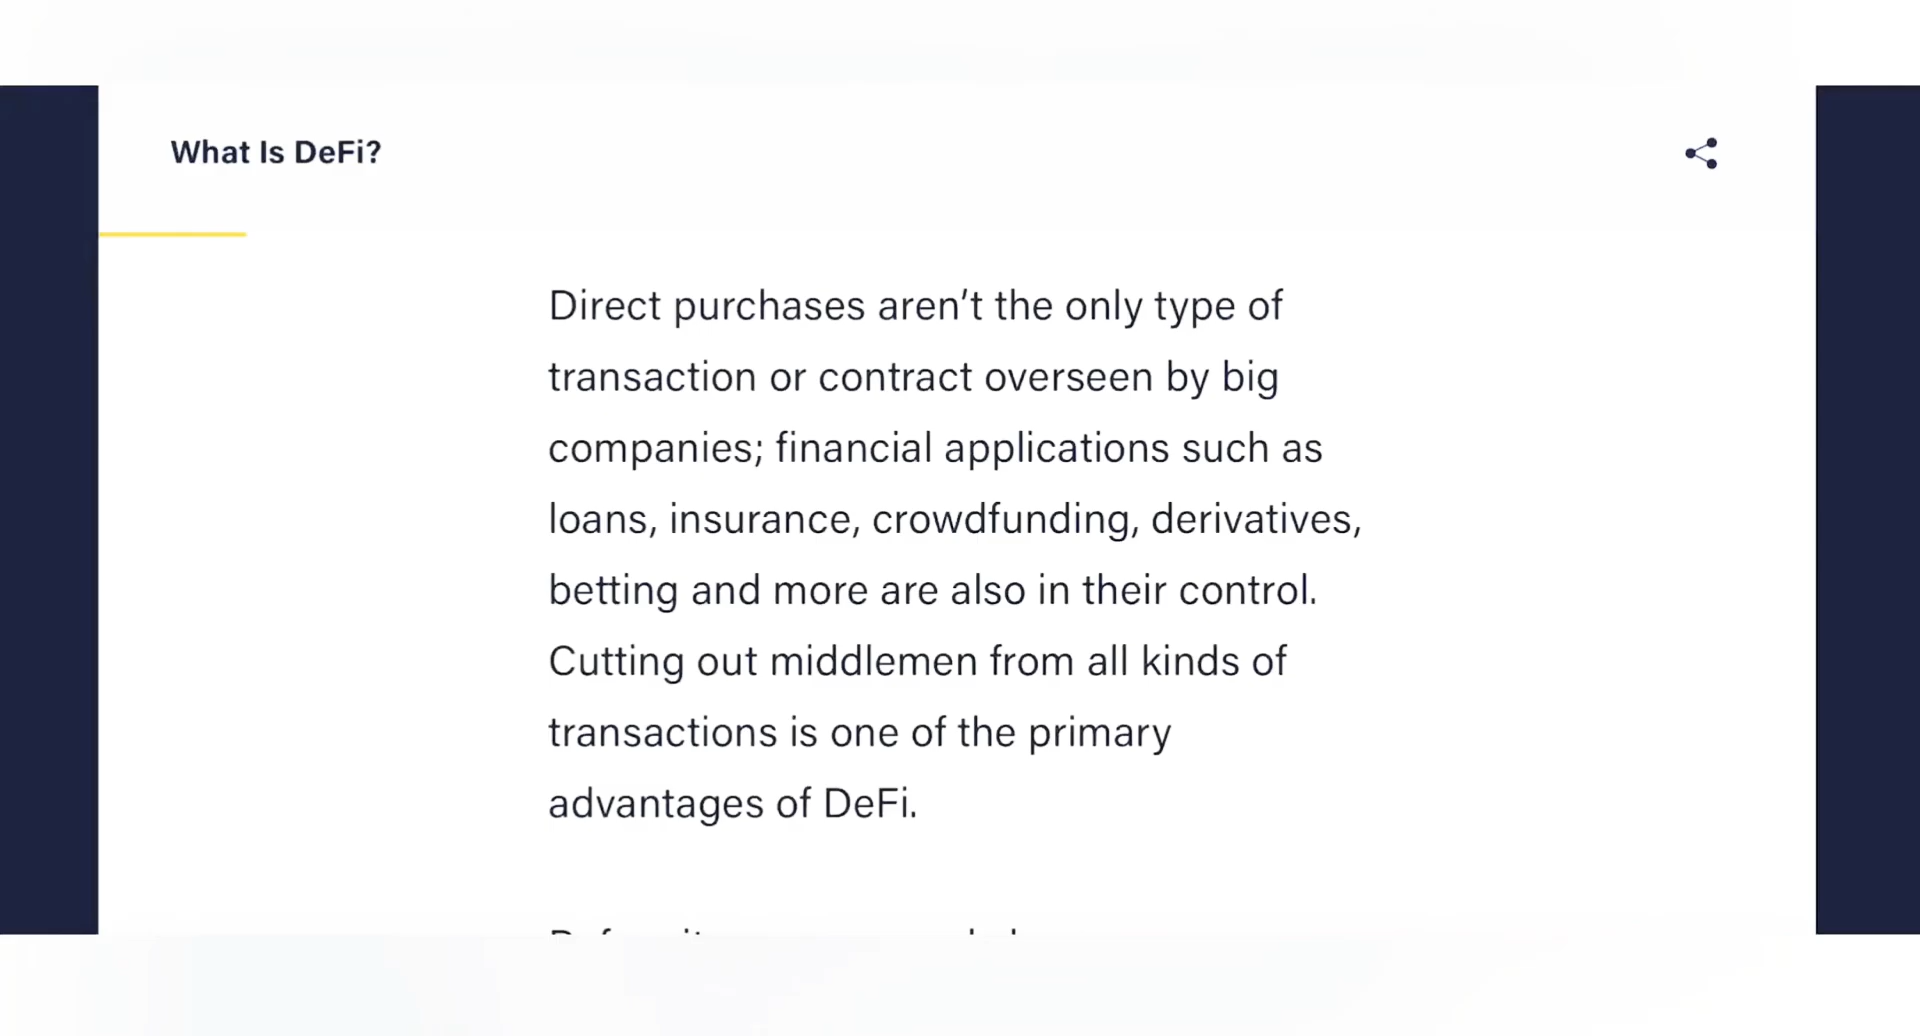 What Is DeFi?
Direct purchases aren’t the only type of
transaction or contract overseen by big
companies; financial applications such as
loans, insurance, crowdfunding, derivatives,
betting and more are also in their control.
Cutting out middlemen from all kinds of
transactions is one of the primary
advantages of DeFi.